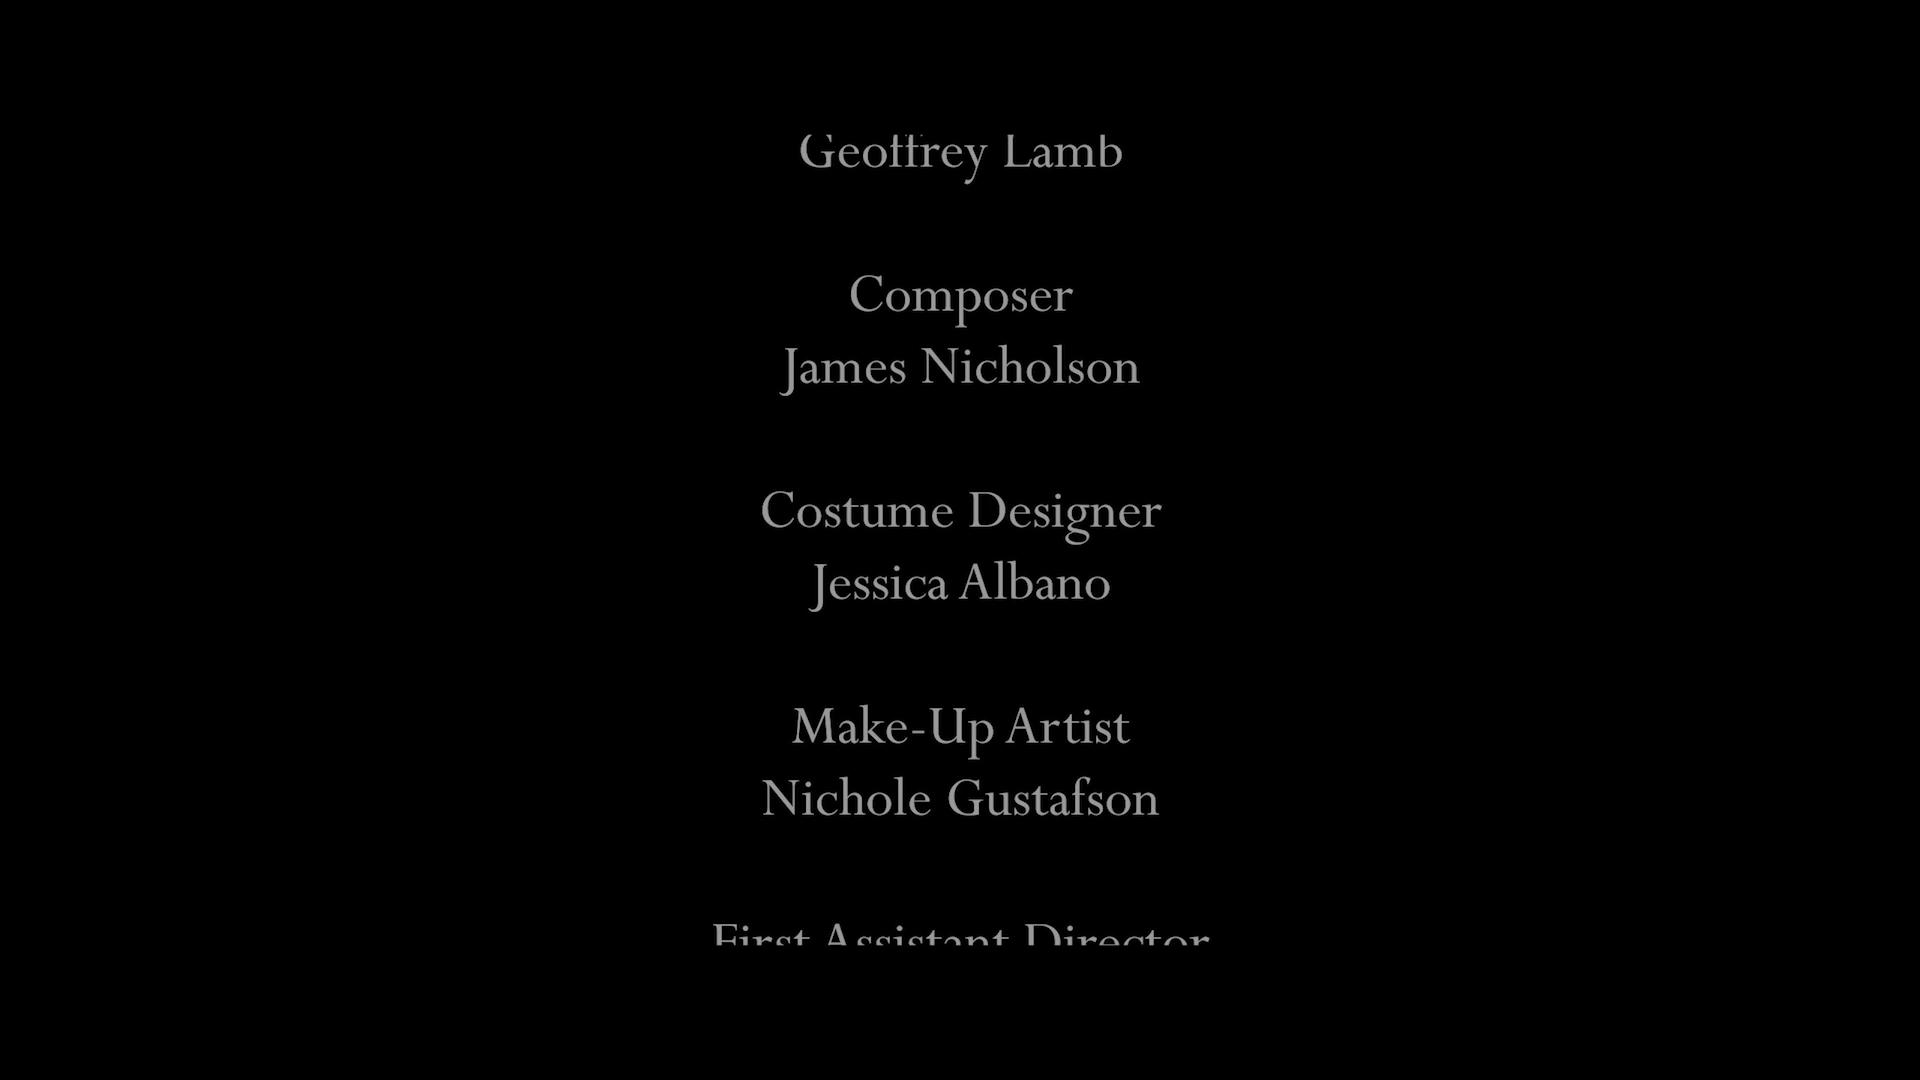 Geoffrey Lamb
Composer
James Nicholson
Costume Designer
Jessica Albano
Make-Up Artist
Nichole Gustafson
First Assistant Director